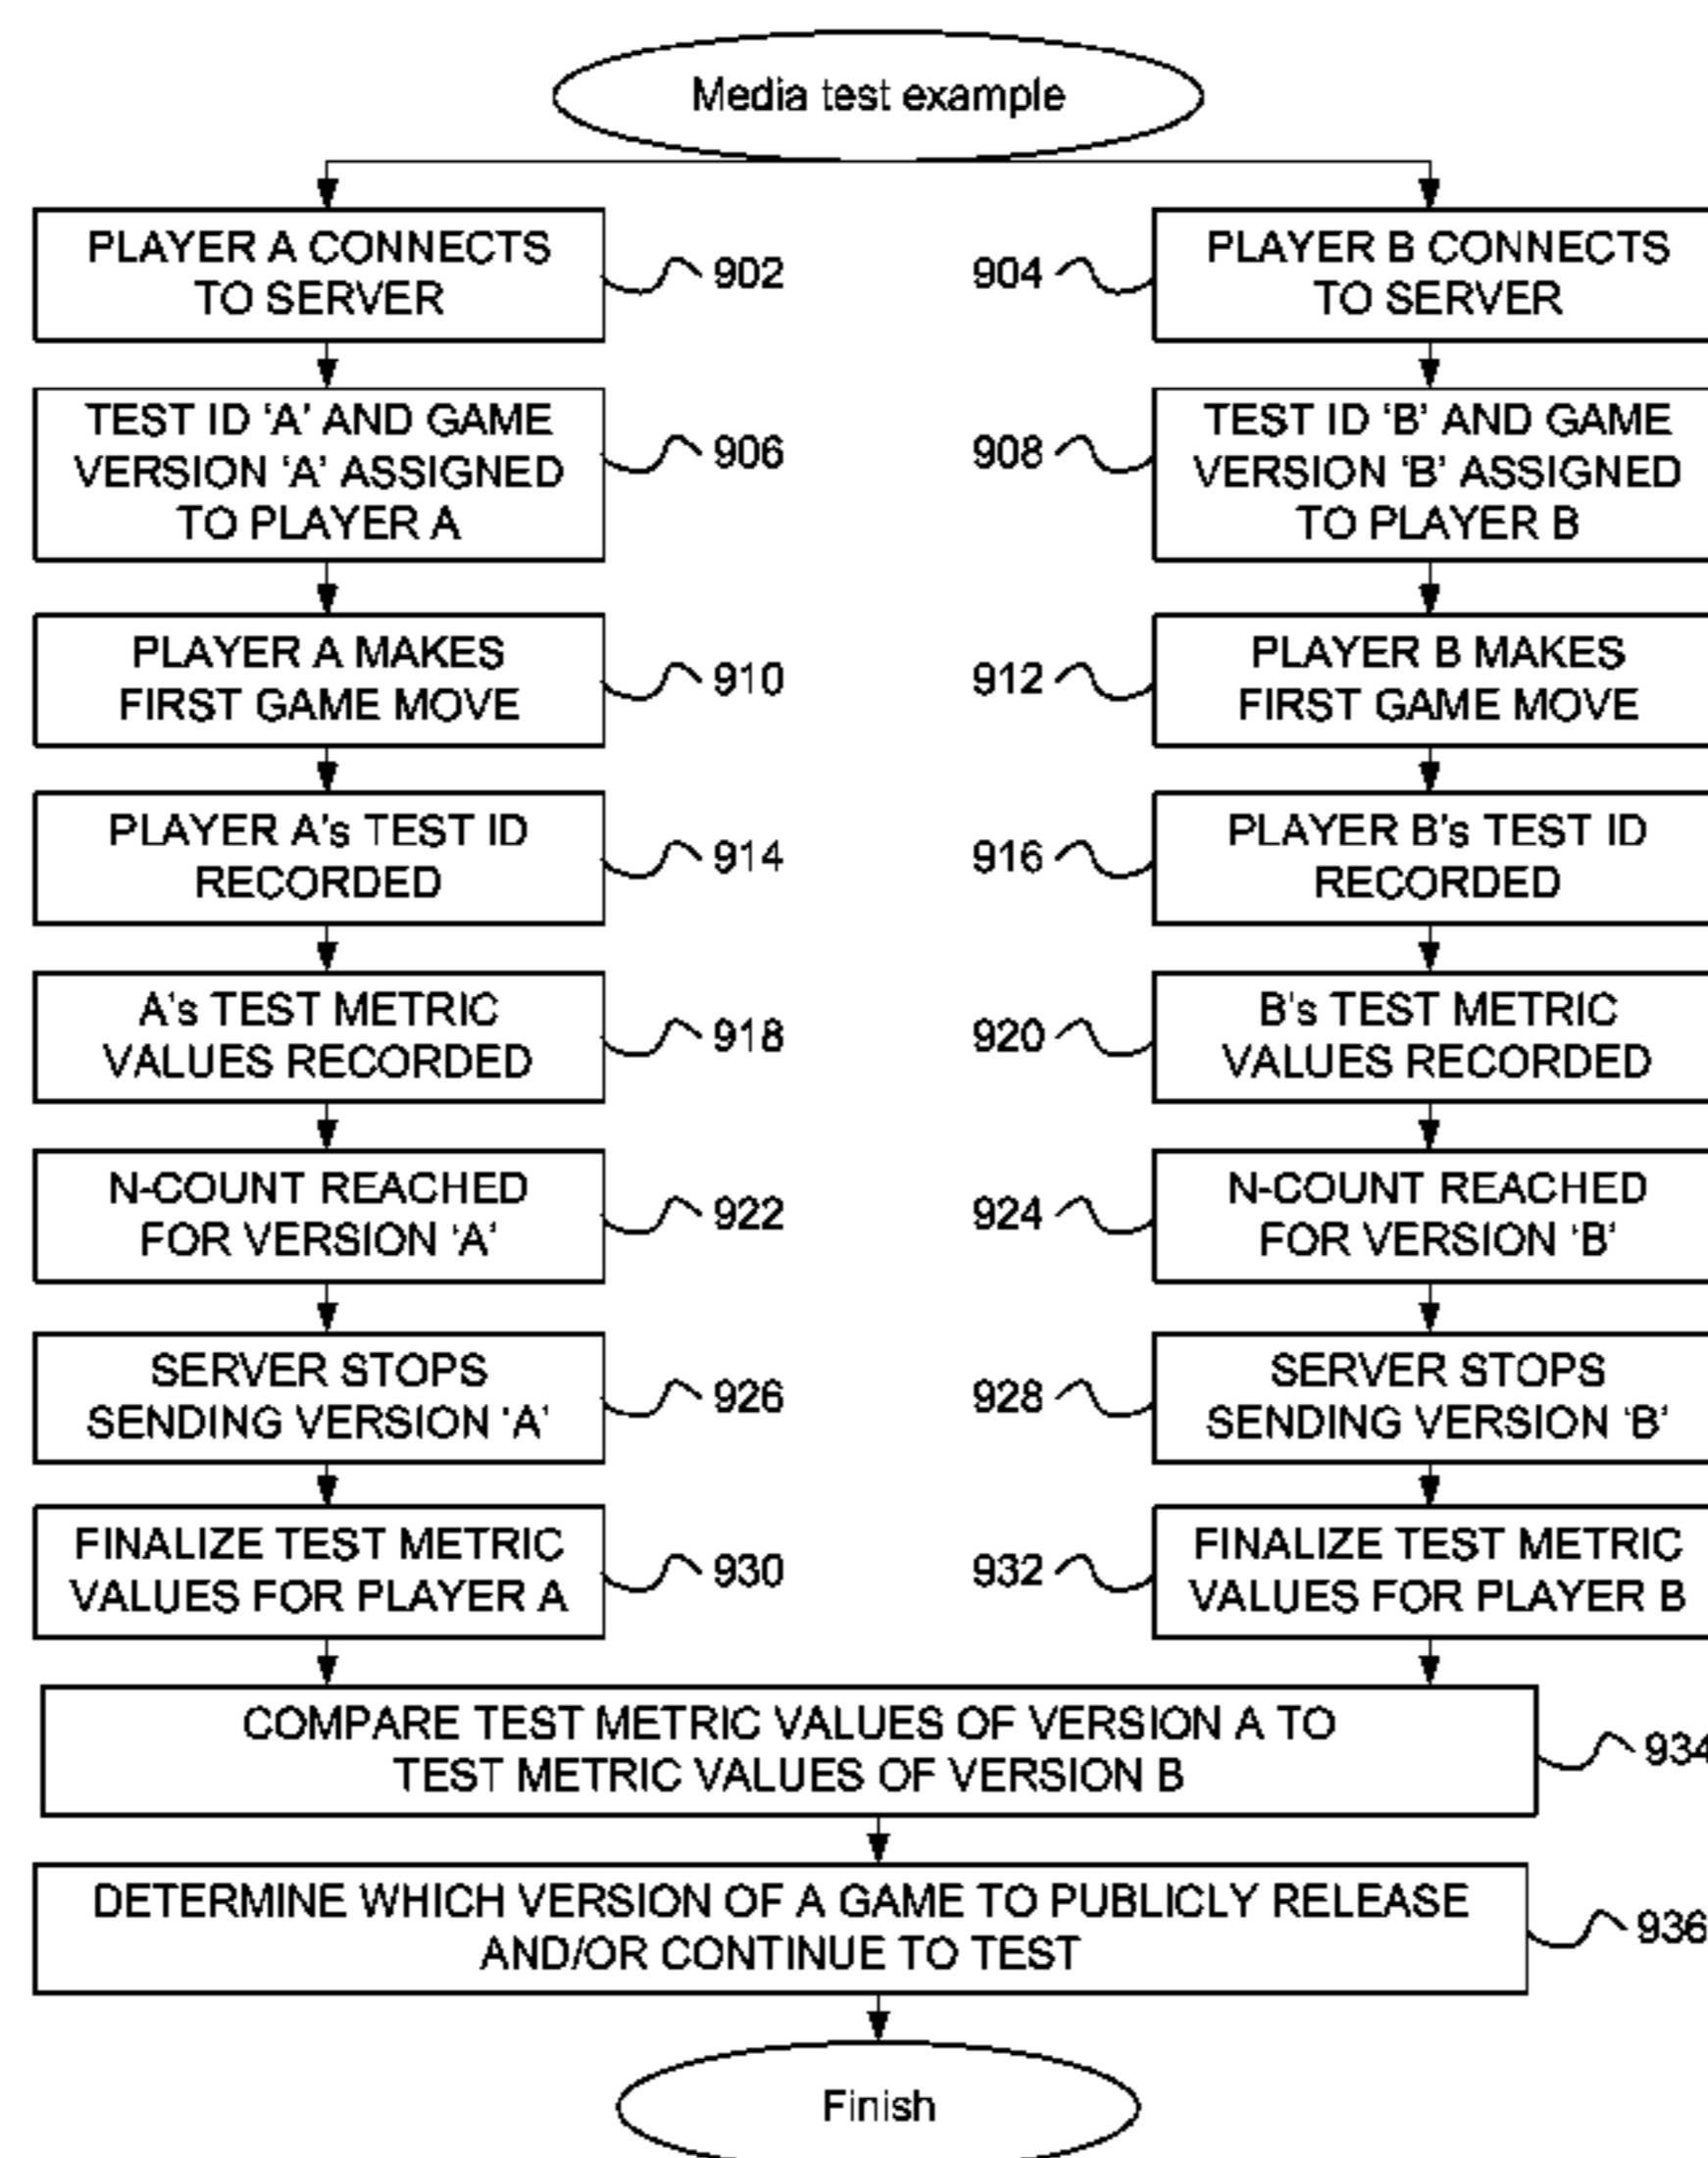 Media test example
PLAYER A CONNECTS
TO SERVER
902
904
PLAYER B CONNECTS
TO SERVER
TEST ID ‘A’ AND GAME
VERSION ‘A’ ASSIGNED
TO PLAYER A
906
908
TEST ID ‘B’ AND GAME
VERSION ‘B’ ASSIGNED
TO PLAYER B
PLAYER A MAKES
FIRST GAME MOVE
910
912
PLAYER B MAKES
FIRST GAME MOVE
PLAYER A's TEST ID
RECORDED
914
916
PLAYER B's TEST ID
RECORDED
A's TEST METRIC
VALUES RECORDED
918
920
B's TEST METRIC
VALUES RECORDED
N-COUNT REACHED
FOR VERSION ‘A’
922
924
N-COUNT REACHED
FOR VERSION ‘B’
SERVER STOPS
SENDING VERSION ‘A’
926
928
SERVER STOPS
SENDING VERSION ‘B’
FINALIZE TEST METRIC
VALUES FOR PLAYER A
930
932
FINALIZE TEST METRIC
VALUES FOR PLAYER B
COMPARE TEST METRIC VALUES OF VERSION A TO
TEST METRIC VALUES OF VERSION B
934
DETERMINE WHICH VERSION OF A GAME TO PUBLICLY RELEASE
AND/OR CONTINUE TO TEST
936
Finish